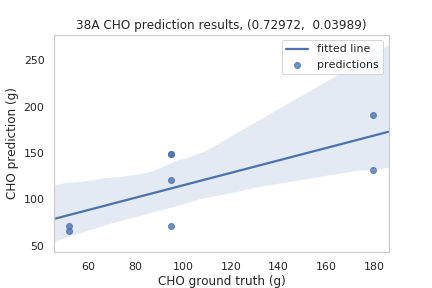 38A CHO prediction results, (0.72972,  0.03989)
fitted line
predictions
250
200
150
100
50
CHO prediction (g)
60 80 100 120 140 160 180
CHO ground truth (g)